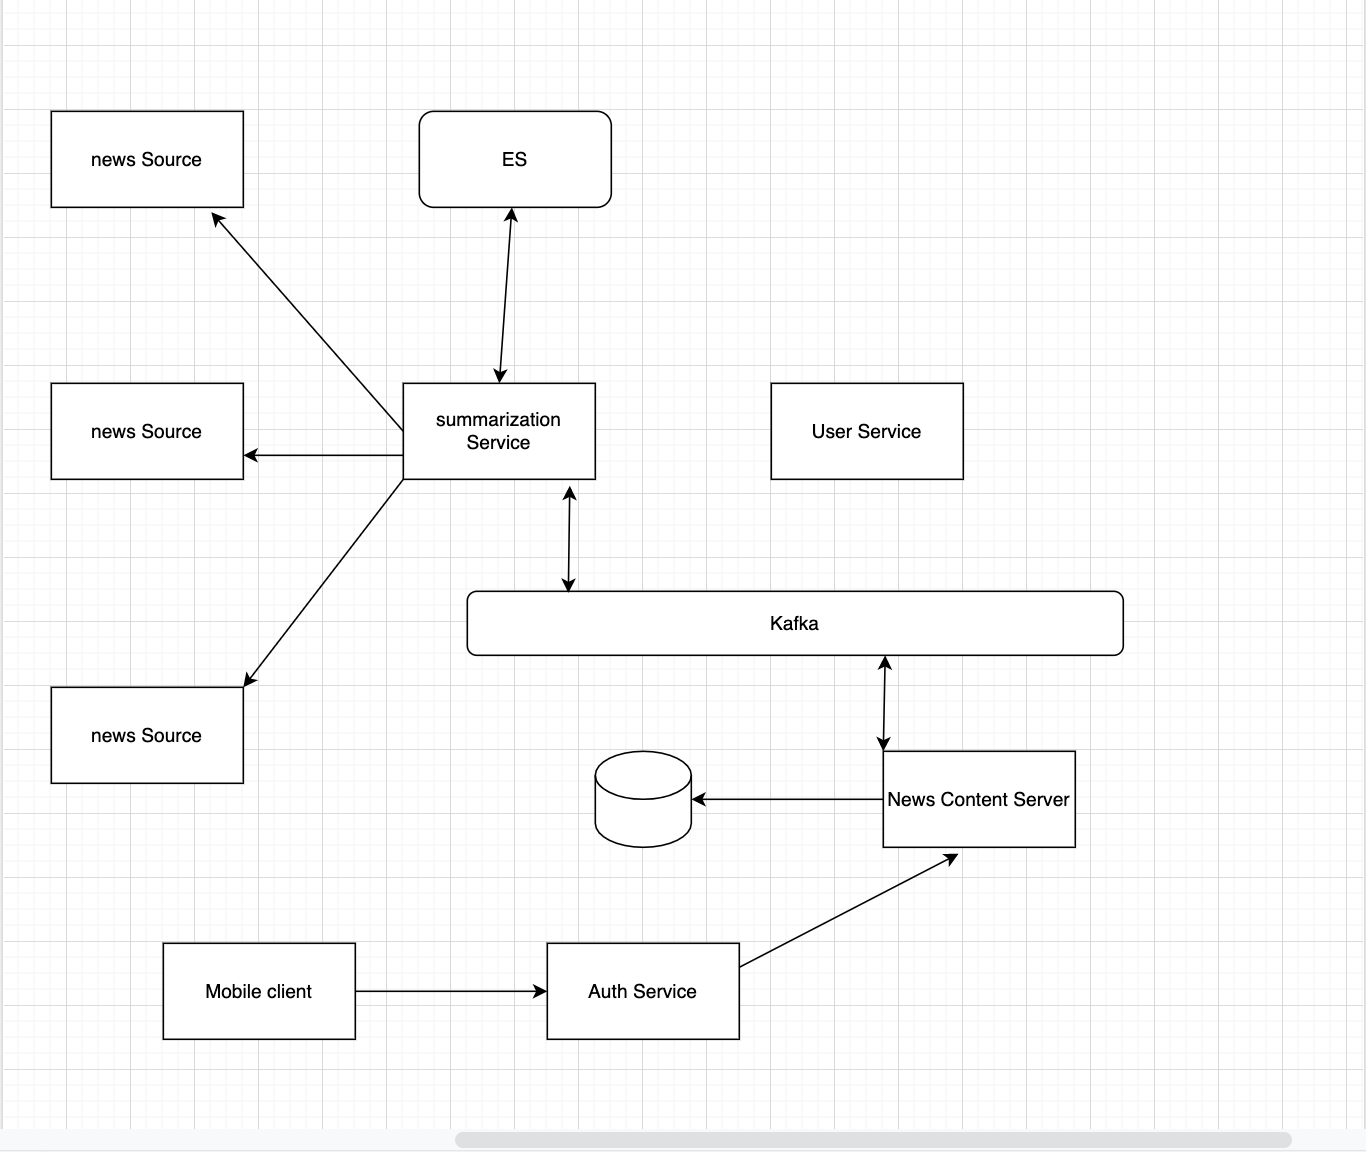 news Source
ES
news Source
summarization
Service
User Service
Kafka
news Source
News Content Server
Mobile client
Auth Service